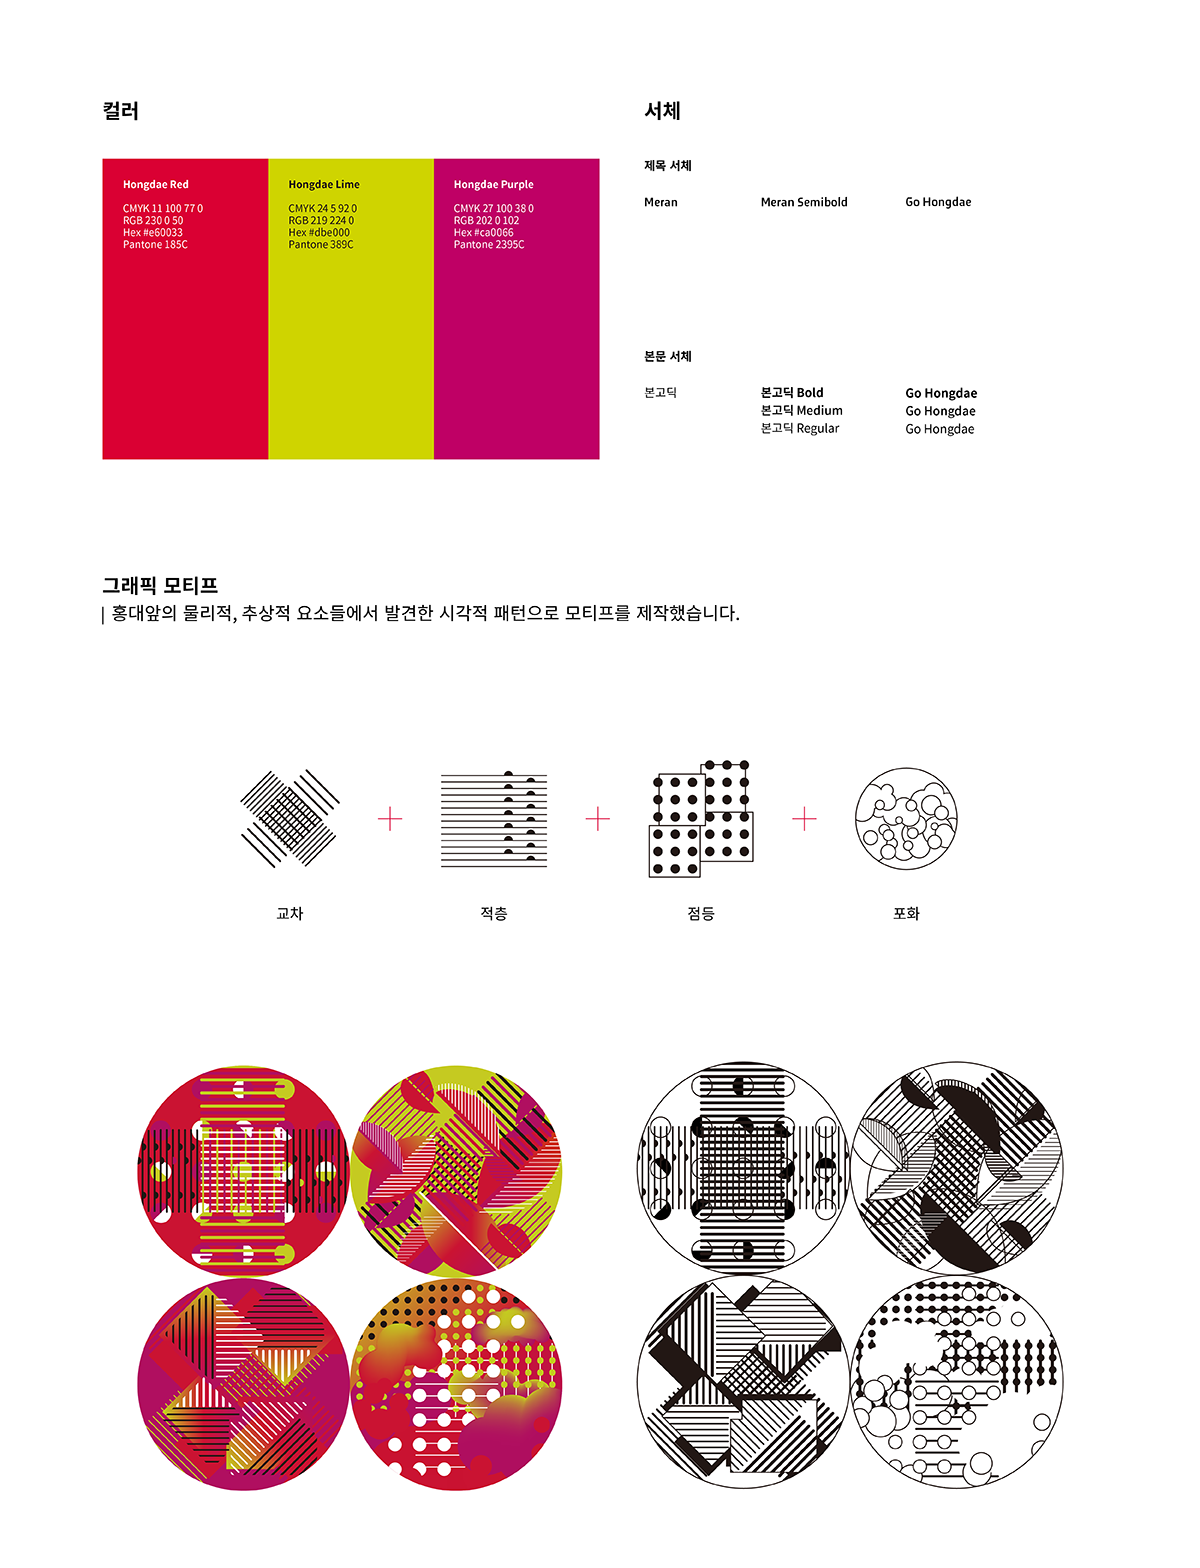 컬러
Hongdae Red
CMYK 11 100 77 0
RGB 230 0 50
Hex #e60033
Pantone 185C
Hongdae Lime
CMYK 24 5 92 0
RGB 219 224 0
Hex #dbe000
Pantone 389C
Hongdae Purple
CMYK 27 100 38 0
RGB 202 0 102
Hex #ca0066
Pantone 2395C
서체
제목 서체
Meran Meran Semibold Go Hongdae
본문 서체
본고딕 본고딕 Bold Go Hongdae
본고딕 Medium Go Hongdae
본고딕 Regular Go Hongdae
그래픽 모티프
| 홍대앞의 물리적, 추상적 요소들에서 발견한 시각적 패턴으로 모티프를 제작했습니다.
교차 적층 점등 포화